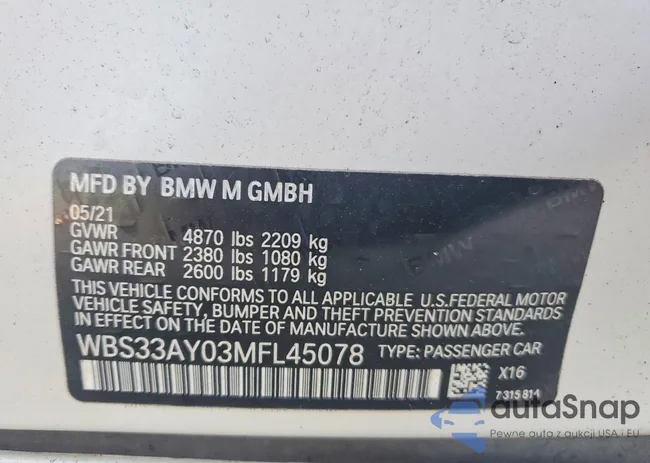 MFD BY BMW M GMBH
05/21
GVWR 4870 lbs 2209 kg
GAWR FRONT 2380 lbs 1080 kg
GAWR REAR 2600 lbs 1179 kg
THIS VEHICLE CONFORMS TO ALL APPLICABLE U.S.FEDERAL MOTOR
VEHICLE SAFETY, BUMPER AND THEFT PREVENTION STANDARDS
IN EFFECT ON THE DATE OF MANUFACTURE SHOWN ABOVE.
WBS33AY03MFL45078 TYPE: PASSENGER CAR
X16
7 315 814
autoSnap
Pewne auta z aukcji USA i EU